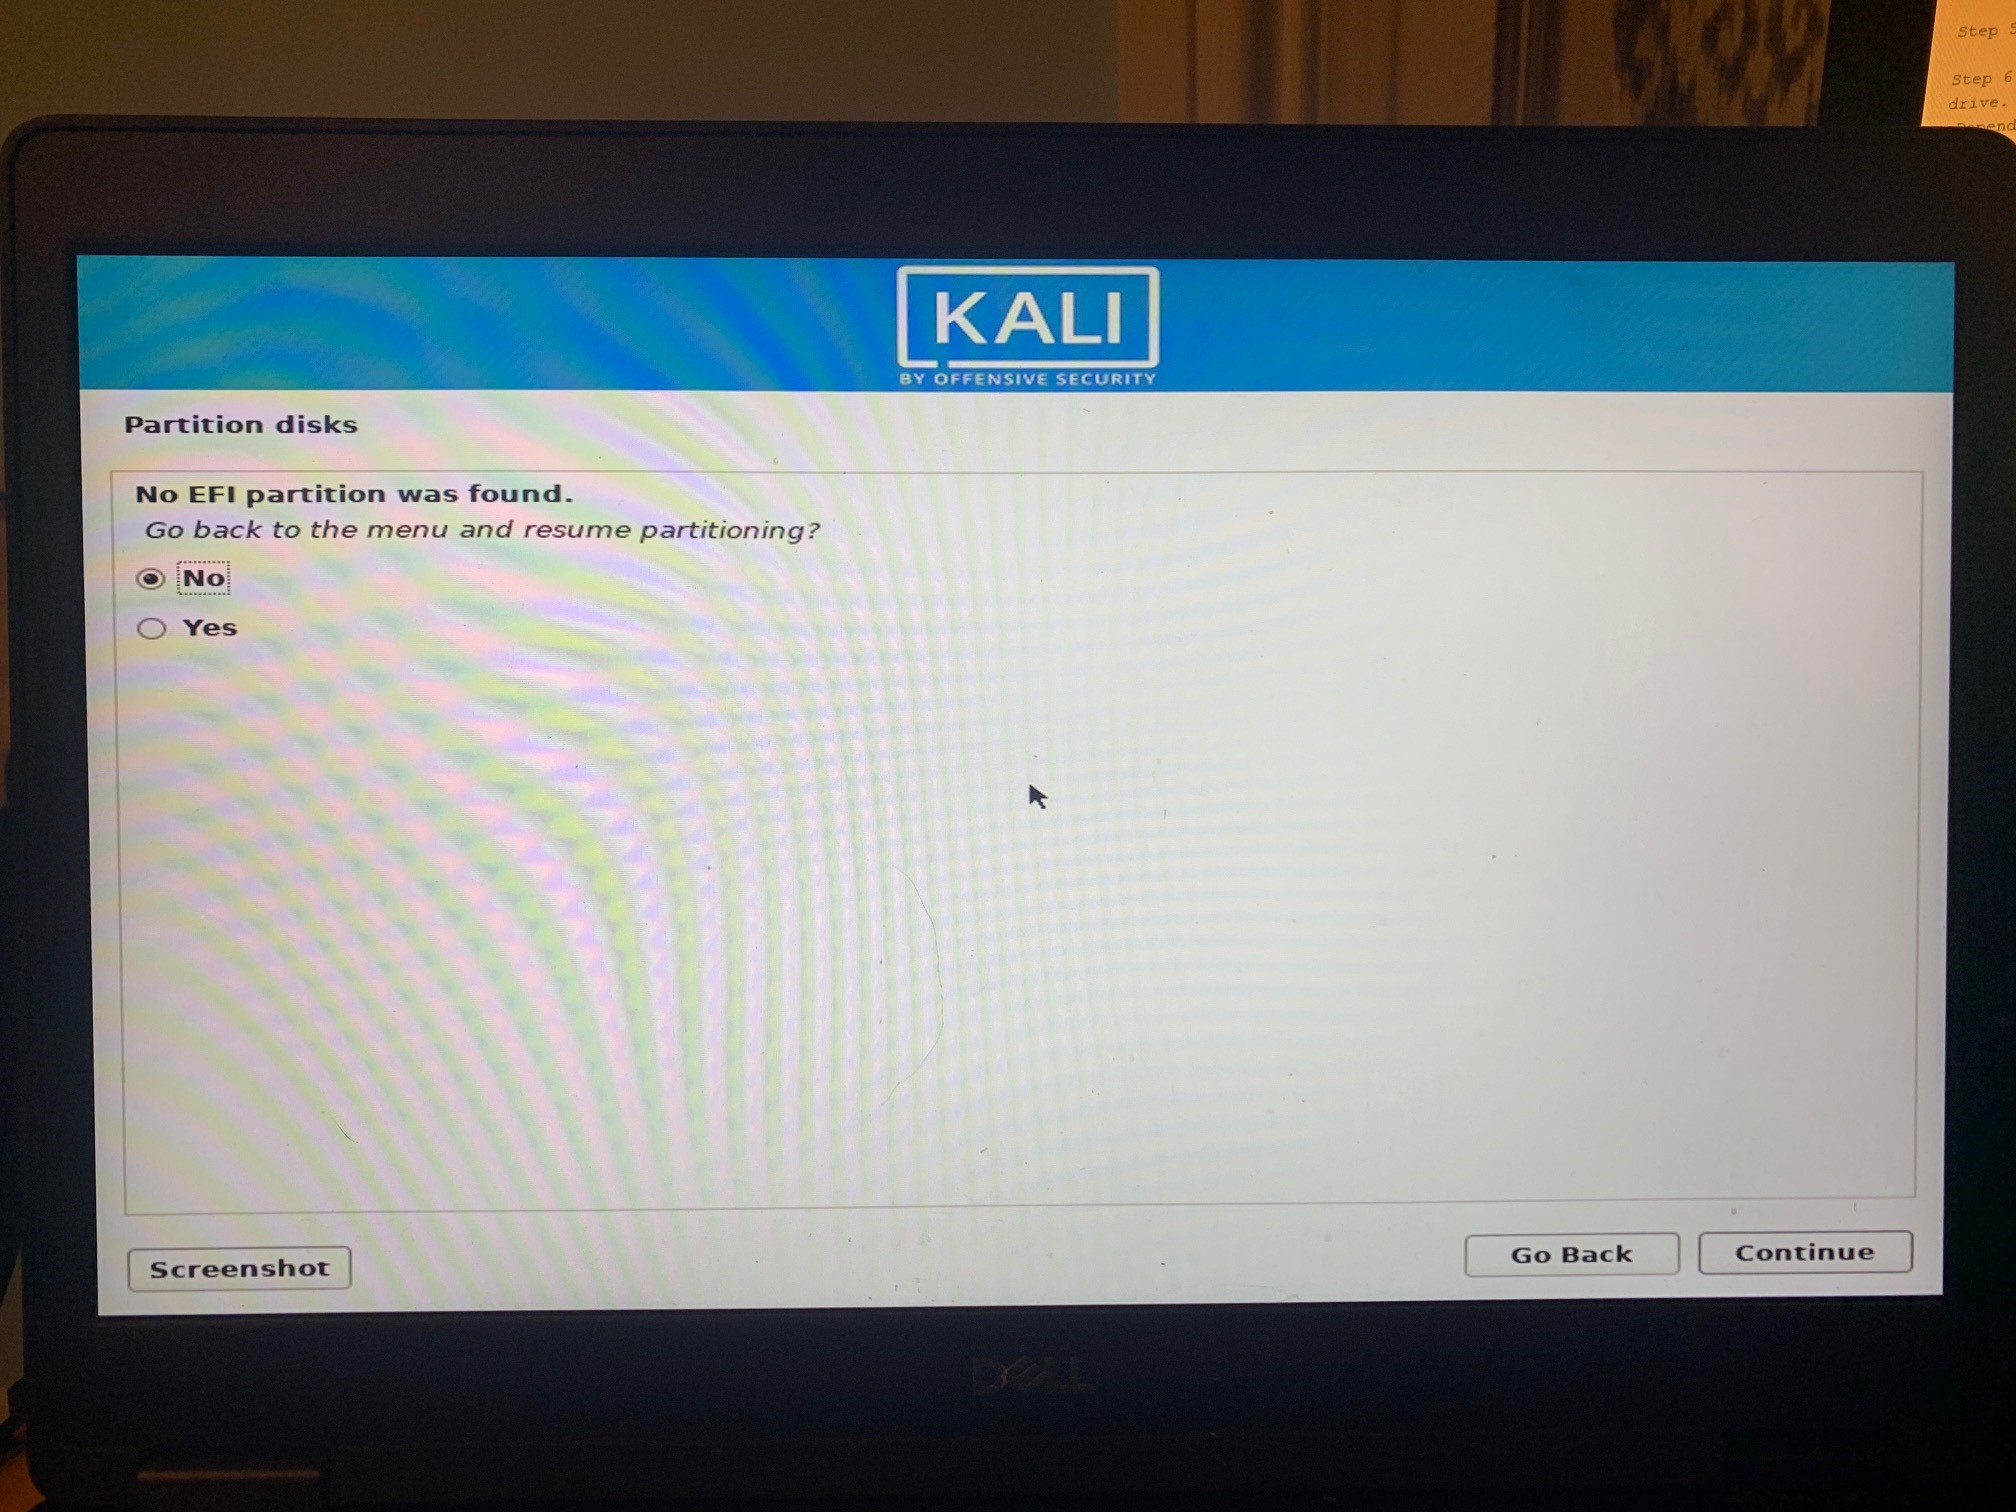 Step
Step 6
drive.
KALI
BY OFFENSIVE SECURITY
Partition disks
No EFI partition was found.
Go back to the menu and resume partitioning?
No
Yes
Screenshot
Go Back
Continue
DELL